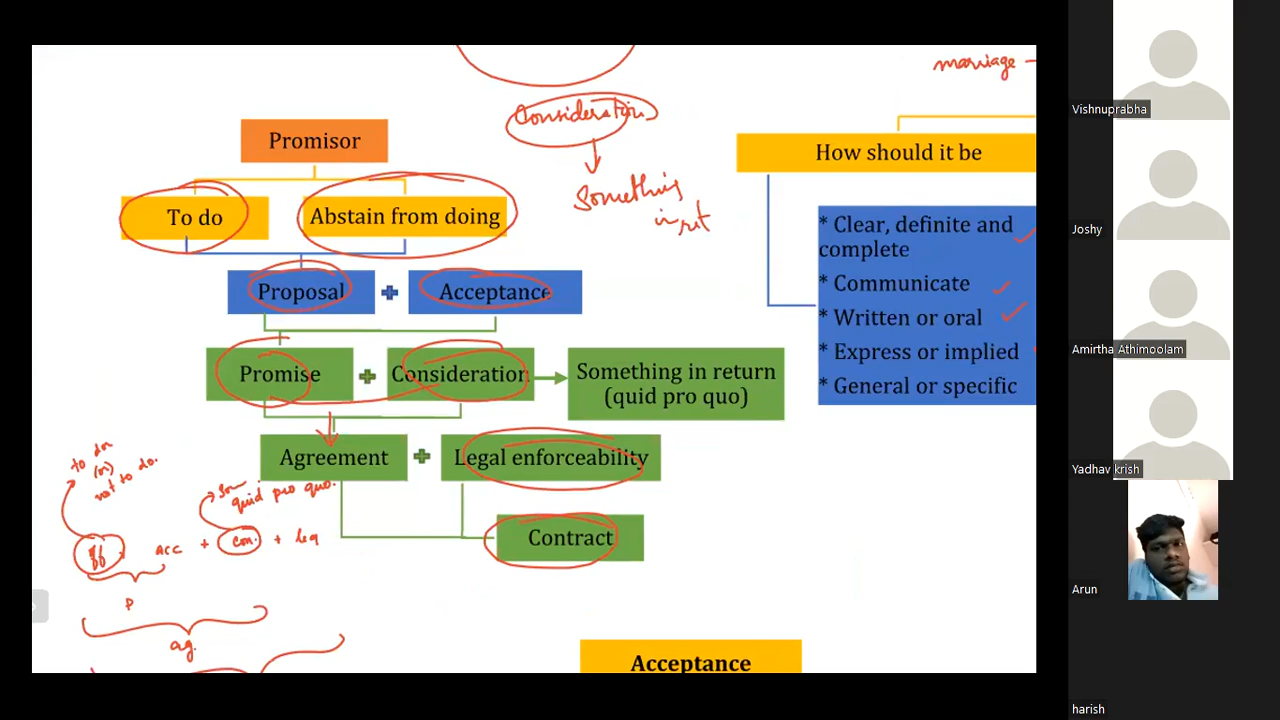 marriage -
Consideration
Something
in ret
Promisor
To do
Abstain from doing
Proposal
Acceptance
Promise
Consideration
Something in return
(quid pro quo)
Agreement
Legal enforceability
Contract
to do
(or)
not to do.
quid pro quo.
acc + con. + leg
P
ag.
How should it be
* Clear, definite and
complete
* Communicate
* Written or oral
* Express or implied
* General or specific
Acceptance
Vishnuprabha
Joshy
Amirtha Athimoolam
Yadhav krish
Arun
harish